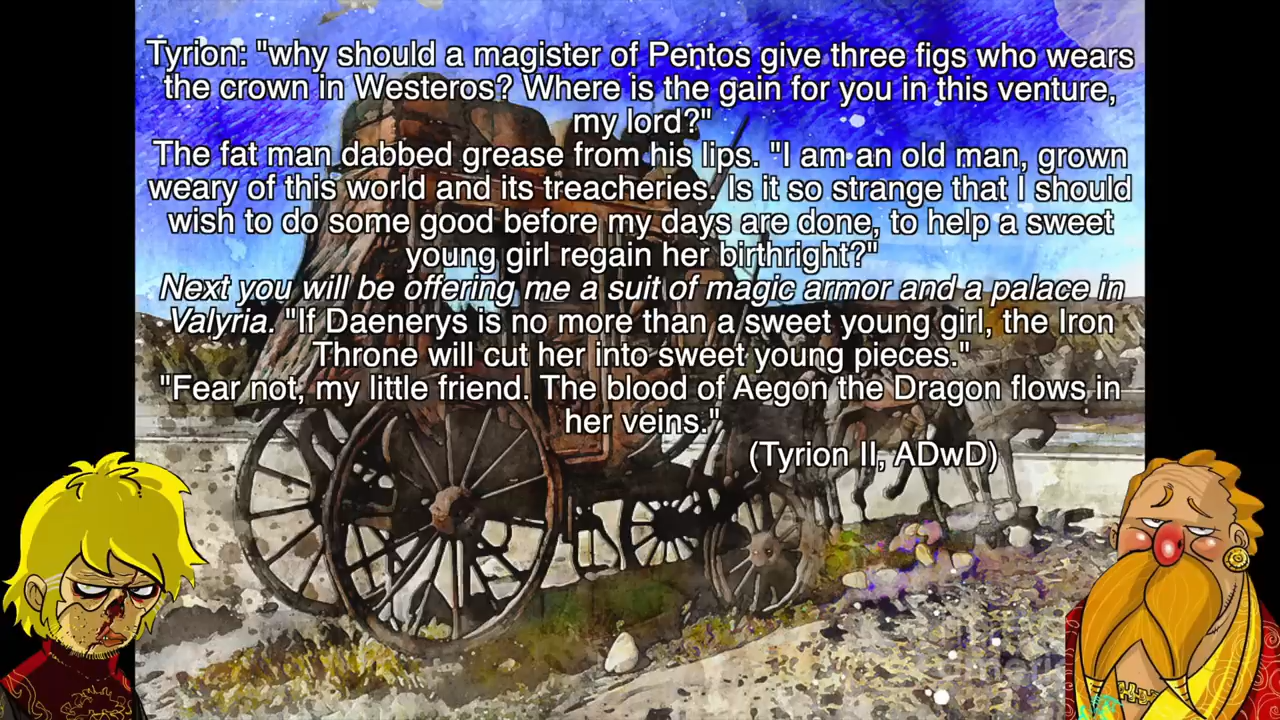 Tyrion: "why should a magister of Pentos give three figs who wears
the crown in Westeros? Where is the gain for you in this venture,
my lord?"
The fat man dabbed grease from his lips. "I am an old man, grown
weary of this world and its treacheries. Is it so strange that I should
wish to do some good before my days are done, to help a sweet
young girl regain her birthright?"
Next you will be offering me a suit of magic armor and a palace in
Valyria. "If Daenerys is no more than a sweet young girl, the Iron
Throne will cut her into sweet young pieces."
"Fear not, my little friend. The blood of Aegon the Dragon flows in
her veins."
(Tyrion II, ADwD)